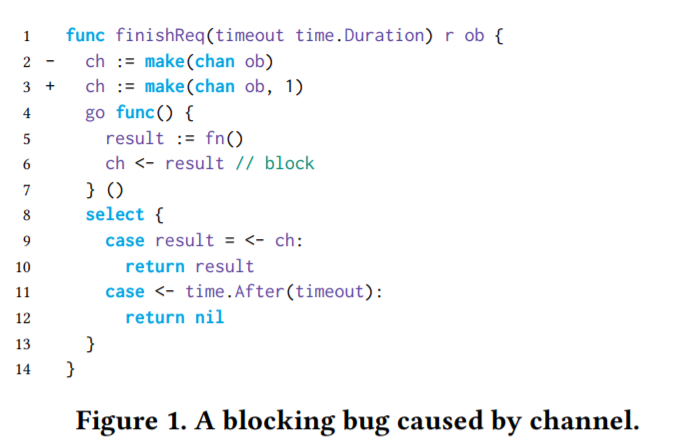 1 func finishReq(timeout time.Duration) r ob {
2 - ch := make(chan ob)
3 + ch := make(chan ob, 1)
4 go func() {
5 result := fn()
6 ch <- result // block
7 } ()
8 select {
9 case result = <- ch:
10 return result
11 case <- time.After(timeout):
12 return nil
13 }
14 }
Figure 1. A blocking bug caused by channel.